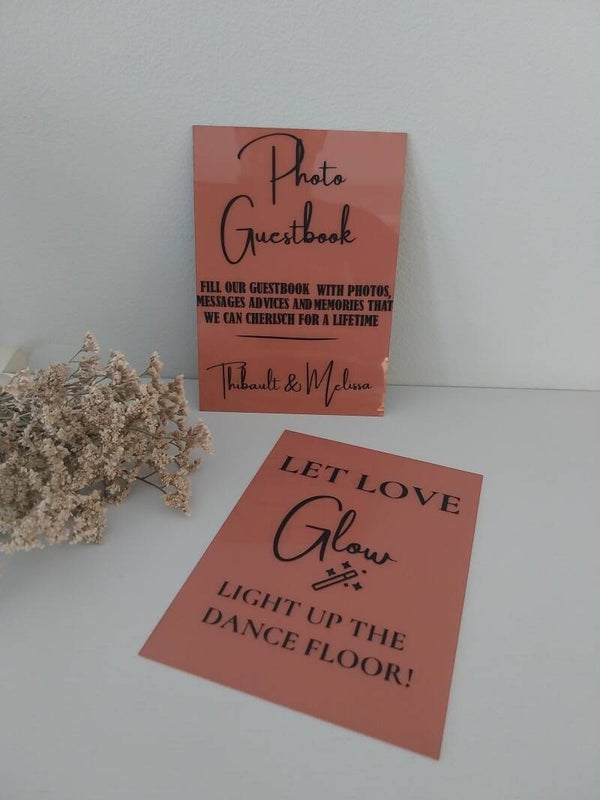 Photo
Guestbook
FILL OUR GUESTBOOK WITH PHOTOS,
MESSAGES ADVICES AND MEMORIES THAT
WE CAN CHERISCH FOR A LIFETIME
Thibault & Melissa
LET LOVE
Glow
LIGHT UP THE
DANCE FLOOR!